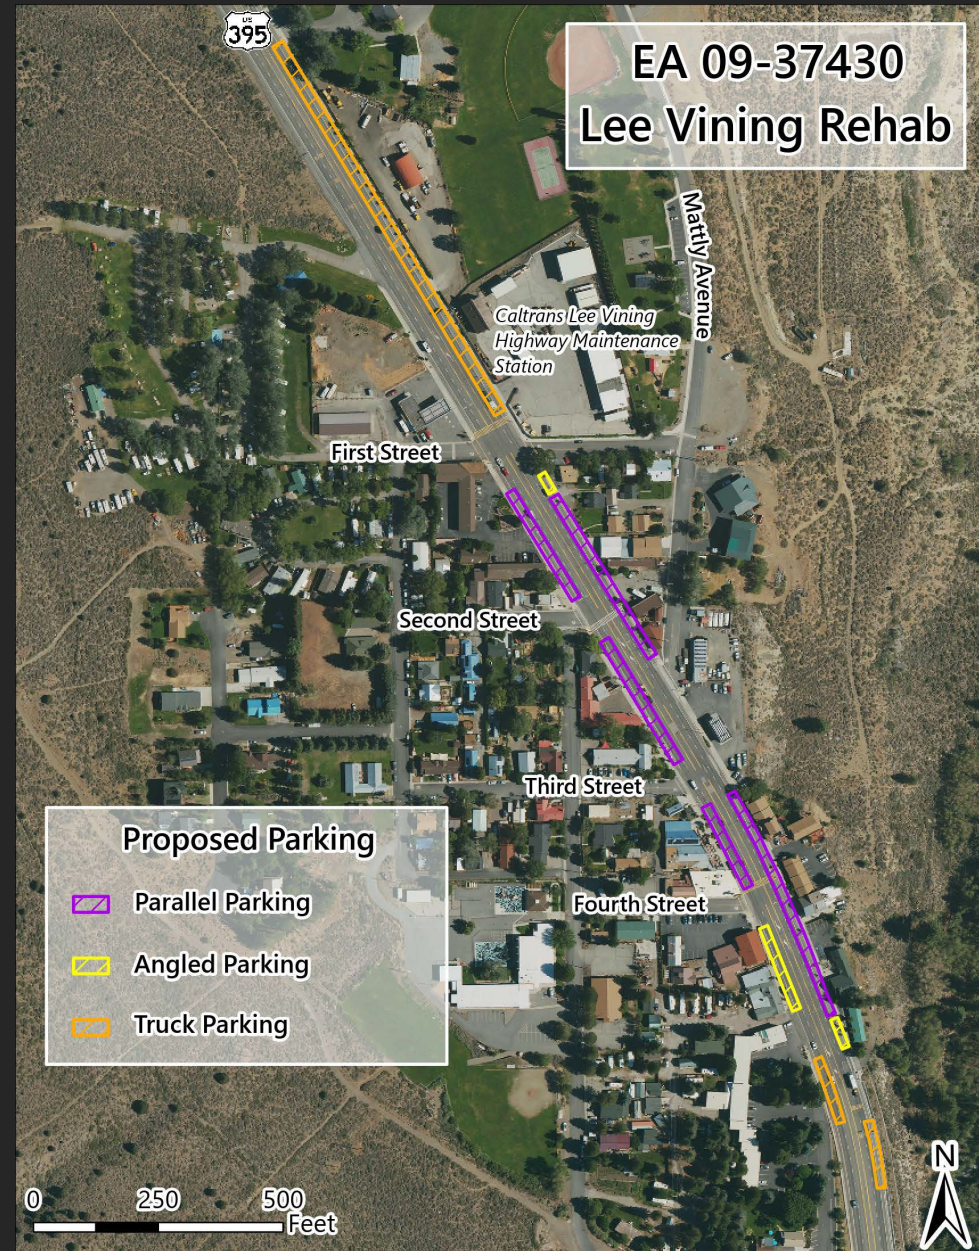 US
395
EA 09-37430
Lee Vining Rehab
Mattly Avenue
Caltrans Lee Vining
Highway Maintenance
Station
First Street
Second Street
Third Street
Fourth Street
Proposed Parking
Parallel Parking
Angled Parking
Truck Parking
0 250 500
Feet
N